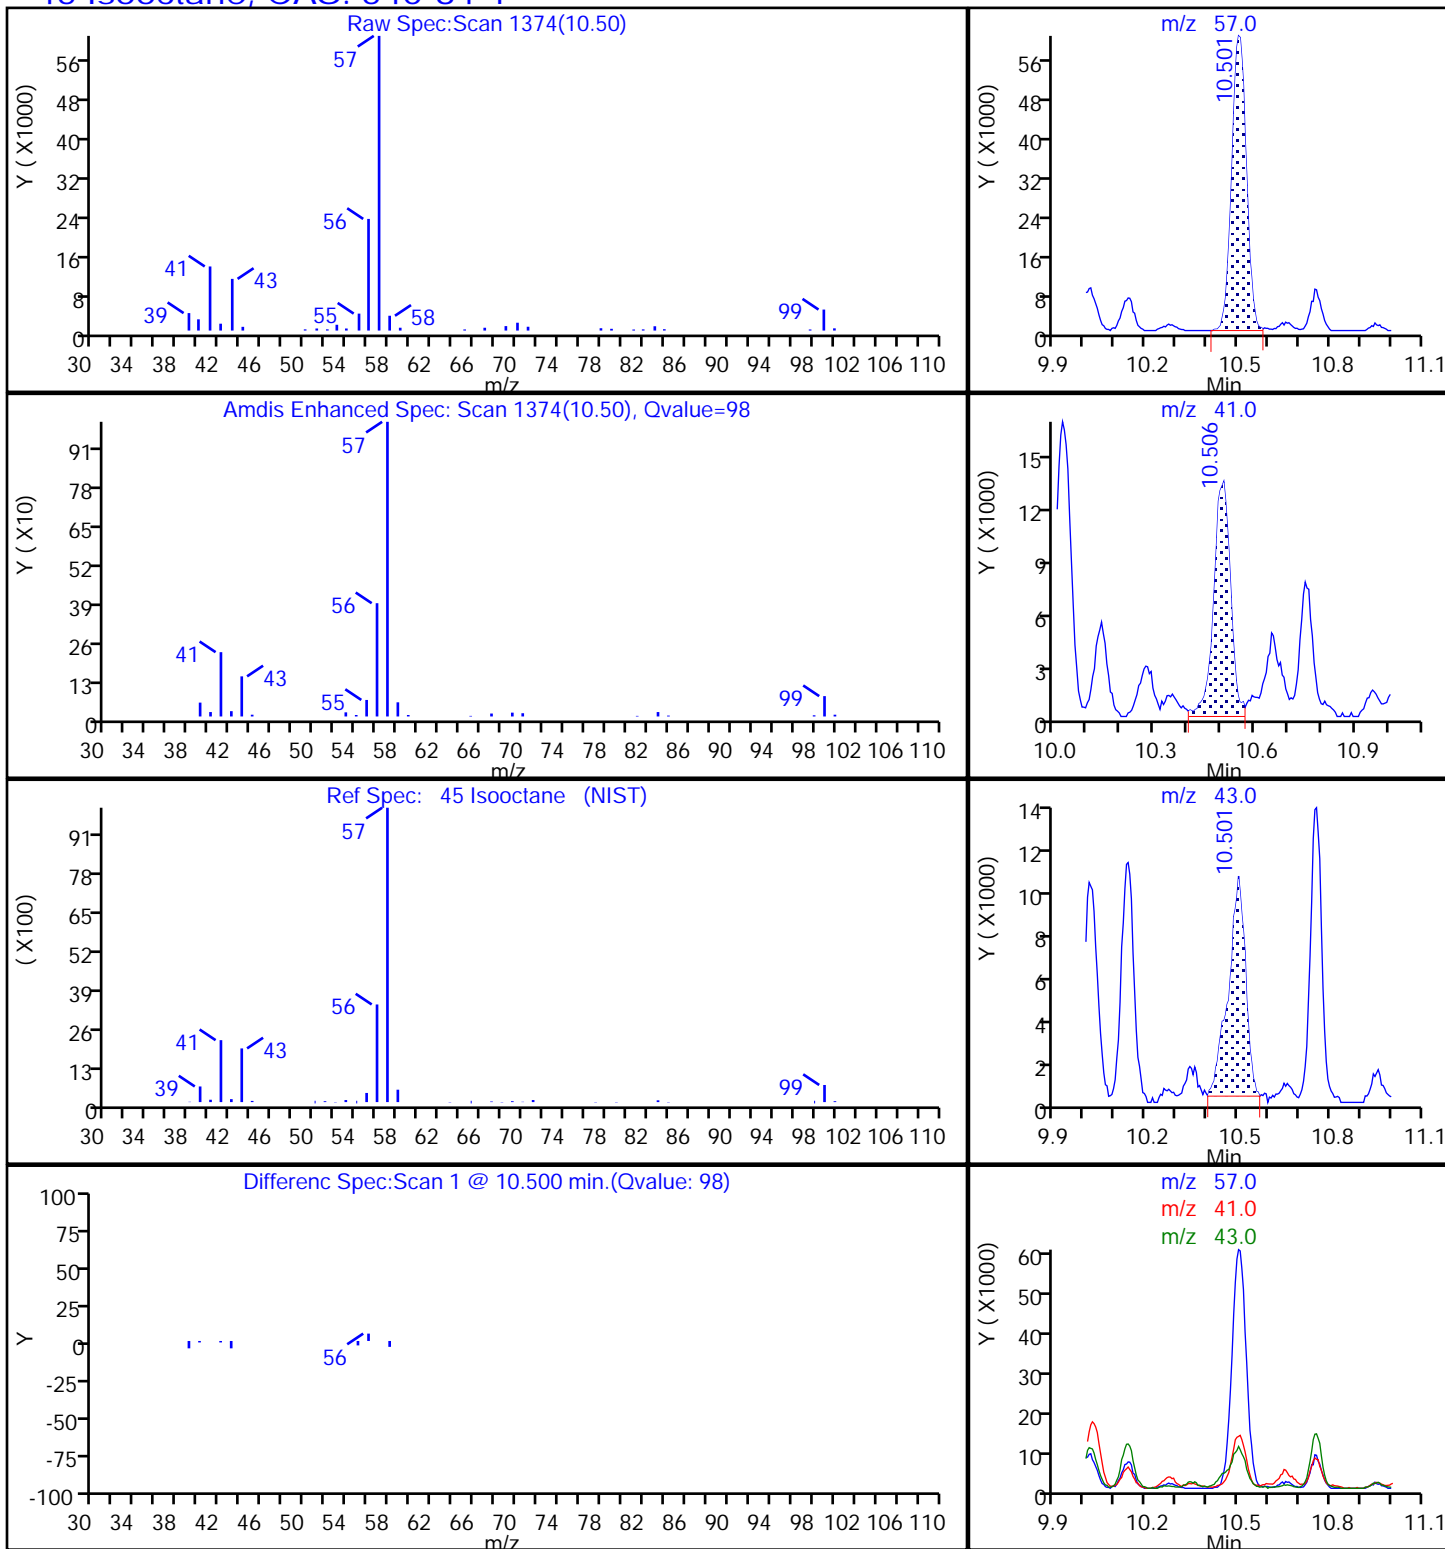 Raw Spec:Scan 1374(10.50)
Y ( X1000)
56
48
40
32
24
16
8
0
57
56
41
43
39
55
58
99
30 34 38 42 46 50 54 58 62 66 70 74 78 82 86 90 94 98 102 106 110
m/z
m/z 57.0
Y ( X1000)
56
48
40
32
24
16
8
0
10.501
9.9 10.2 10.5 10.8 11.1
Min
Amdis Enhanced Spec: Scan 1374(10.50), Qvalue=98
Y ( X10)
91
78
65
52
39
26
13
0
57
56
41
43
55
99
30 34 38 42 46 50 54 58 62 66 70 74 78 82 86 90 94 98 102 106 110
m/z
m/z 41.0
Y ( X1000)
15
12
9
6
3
0
10.506
10.0 10.3 10.6 10.9
Min
Ref Spec: 45 Isooctane (NIST)
( X100)
91
78
65
52
39
26
13
0
57
56
41
43
39
99
30 34 38 42 46 50 54 58 62 66 70 74 78 82 86 90 94 98 102 106 110
m/z 43.0
Y ( X1000)
14
12
10
8
6
4
2
0
10.501
9.9 10.2 10.5 10.8 11.1
Min
Differenc Spec:Scan 1 @ 10.500 min.(Qvalue: 98)
Y
100
75
50
25
0
-25
-50
-75
-100
56
30 34 38 42 46 50 54 58 62 66 70 74 78 82 86 90 94 98 102 106 110
m/z
m/z 57.0
m/z 41.0
m/z 43.0
Y ( X1000)
60
50
40
30
20
10
0
9.9 10.2 10.5 10.8 11.1
Min